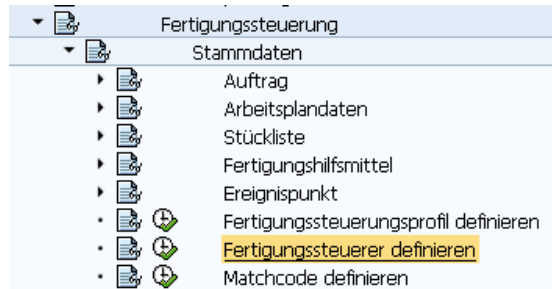 Fertigungssteuerung
Stammdaten
Auftrag
Arbeitsplandaten
Stückliste
Fertigungshilfsmittel
Ereignispunkt
Fertigungssteuerungsprofil definieren
Fertigungssteuerer definieren
Matchcode definieren